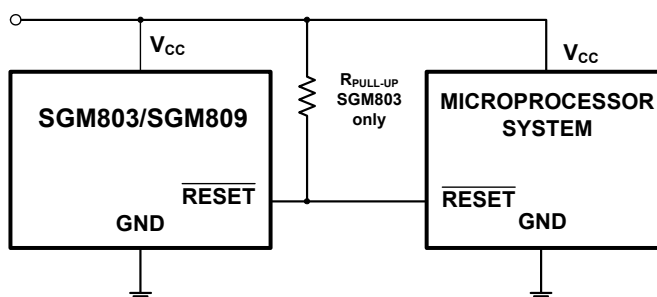 V_CC
V_CC
R_PULL-UP
SGM803
only
SGM803/SGM809
MICROPROCESSOR
SYSTEM
RESET
RESET
GND
GND